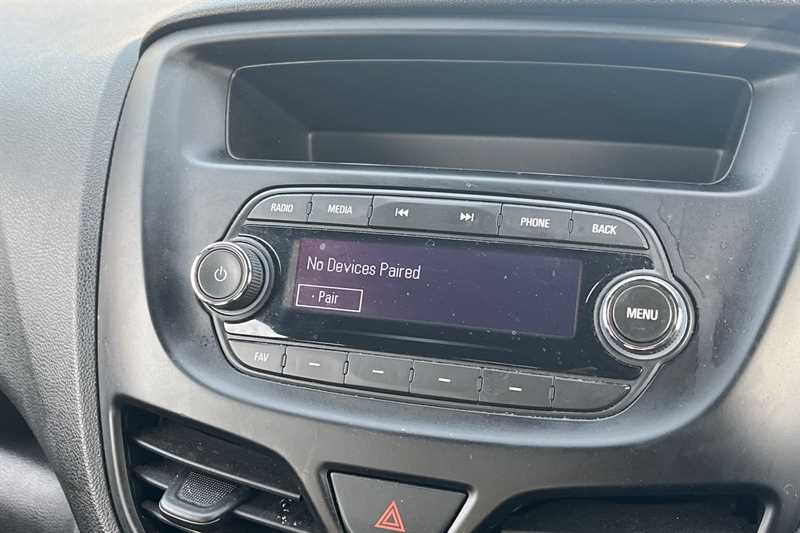 RADIO MEDIA PHONE BACK
No Devices Paired
Pair
MENU
FAV